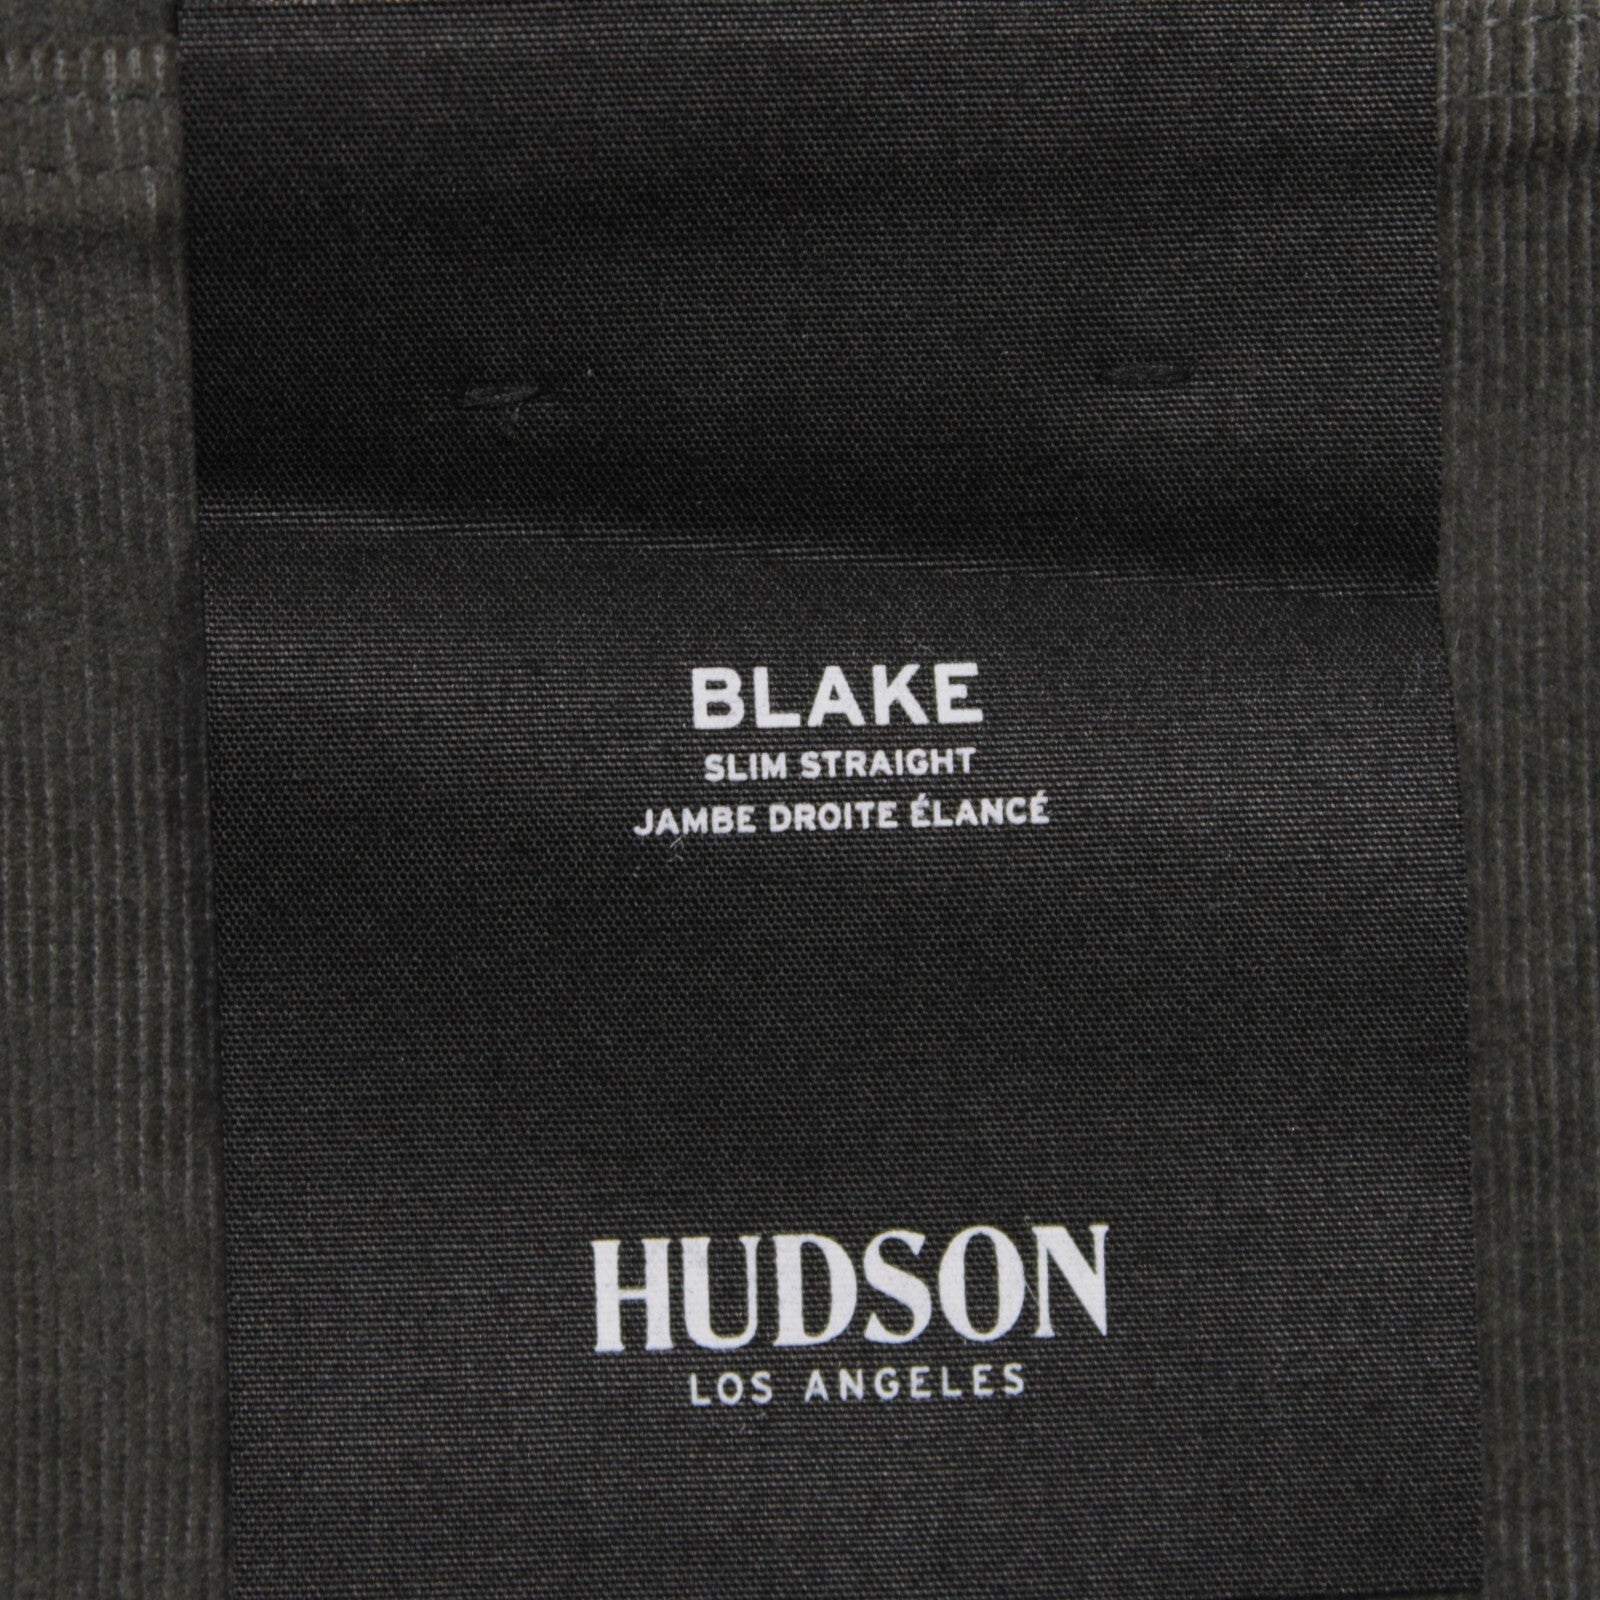 BLAKE
SLIM STRAIGHT
JAMBE DROITE ÉLANCÉ
HUDSON
LOS ANGELES